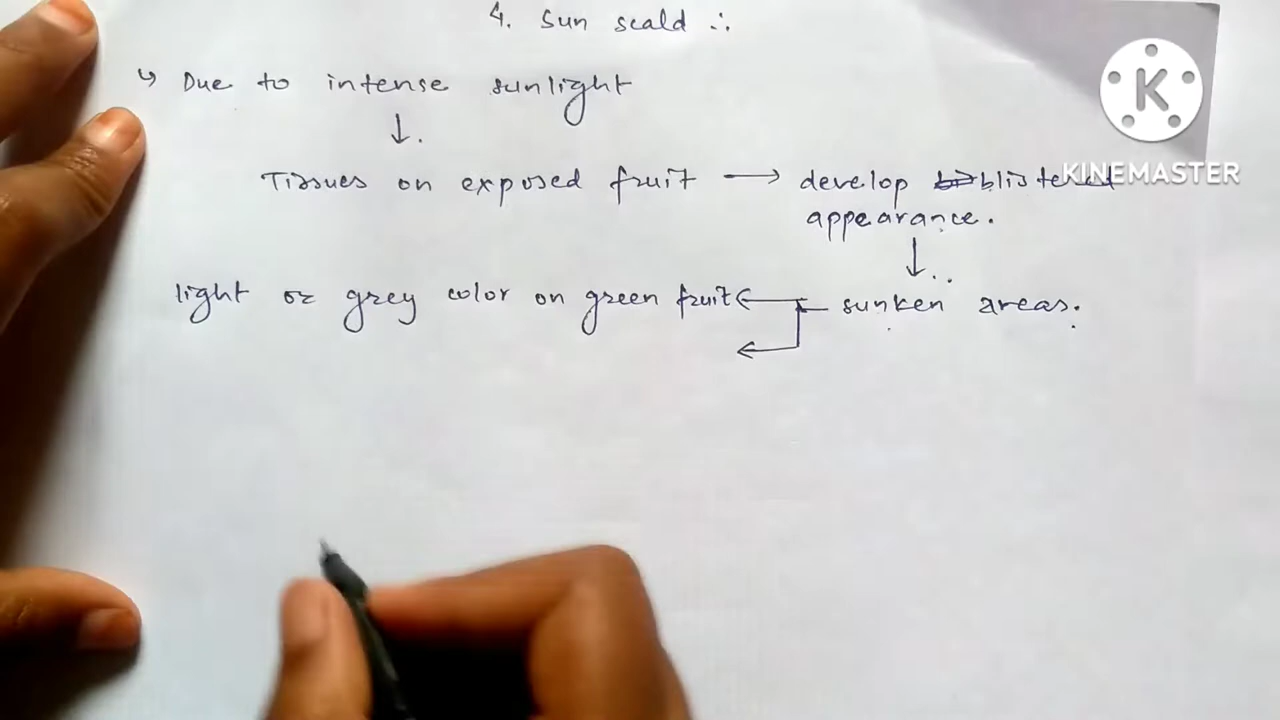 4. Sun scald ∴
↳ Due to intense sunlight
↓.
Tissues on exposed fruit → develop blistered
appearance.
↓..
light or grey color on green fruit ← sunken areas.
K
KINEMASTER